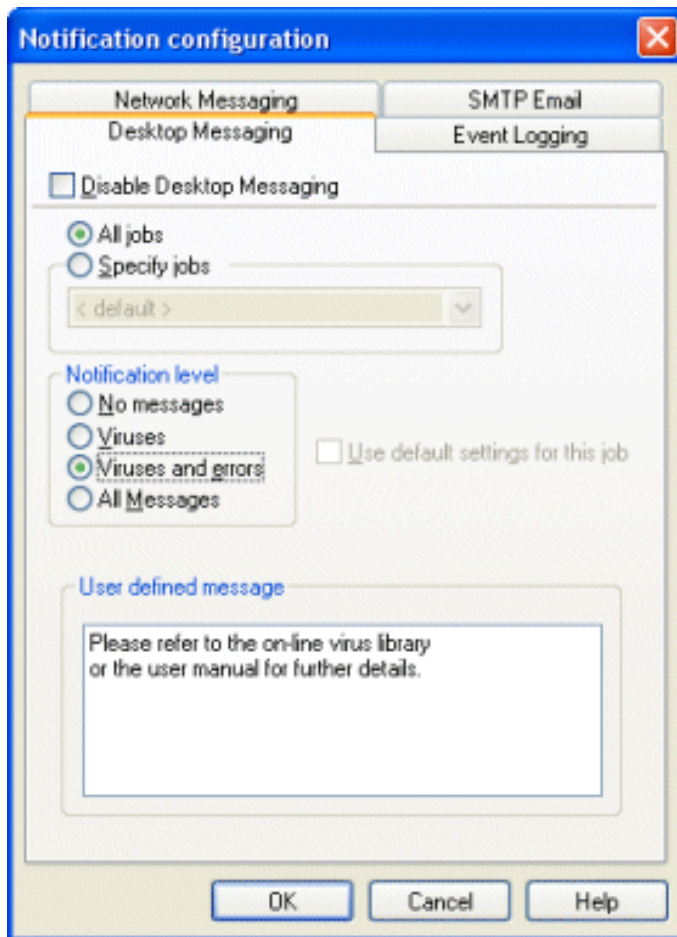 Notification configuration
Network Messaging
SMTP Email
Desktop Messaging
Event Logging
Disable Desktop Messaging
All jobs
Specify jobs
< default >
Notification level
No messages
Viruses
Viruses and errors
All Messages
Use default settings for this job
User defined message
Please refer to the on-line virus library
or the user manual for further details.
OK
Cancel
Help